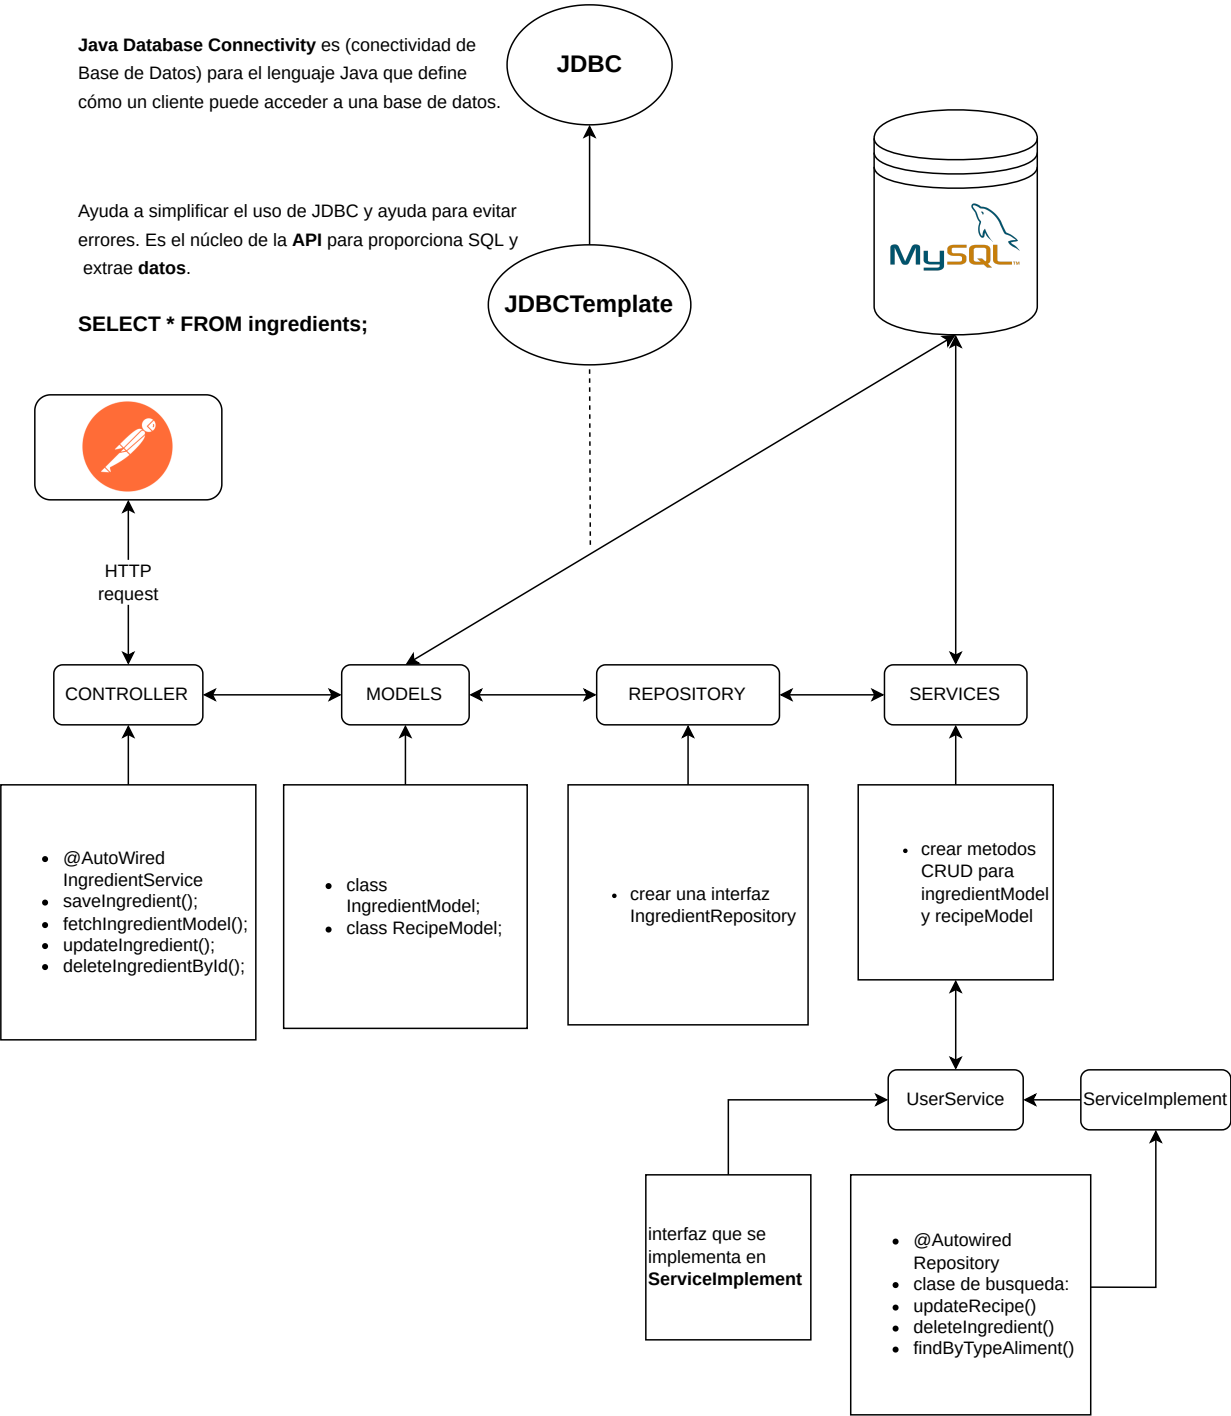 Java Database Connectivity es (conectividad de
Base de Datos) para el lenguaje Java que define
cómo un cliente puede acceder a una base de datos.
JDBC
Ayuda a simplificar el uso de JDBC y ayuda para evitar
errores. Es el núcleo de la API para proporciona SQL y
extrae datos.
SELECT * FROM ingredients;
JDBCTemplate
MySQL
TM
HTTP
request
CONTROLLER
MODELS
REPOSITORY
SERVICES
• @AutoWired
IngredientService
• saveIngredient();
• fetchIngredientModel();
• updateIngredient();
• deleteIngredientById();
• class
IngredientModel;
• class RecipeModel;
• crear una interfaz
IngredientRepository
• crear metodos
CRUD para
ingredientModel
y recipeModel
UserService
ServiceImplement
interfaz que se
implementa en
ServiceImplement
• @Autowired
Repository
• clase de busqueda:
• updateRecipe()
• deleteIngredient()
• findByTypeAliment()